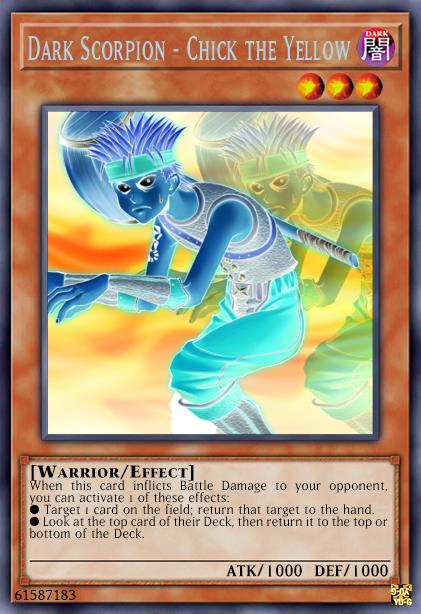 Dark Scorpion - Chick the Yellow
DARK
闇
[Warrior/Effect]
When this card inflicts Battle Damage to your opponent,
you can activate 1 of these effects:
● Target 1 card on the field; return that target to the hand.
● Look at the top card of their Deck, then return it to the top or
bottom of the Deck.
ATK/1000 DEF/1000
61587183